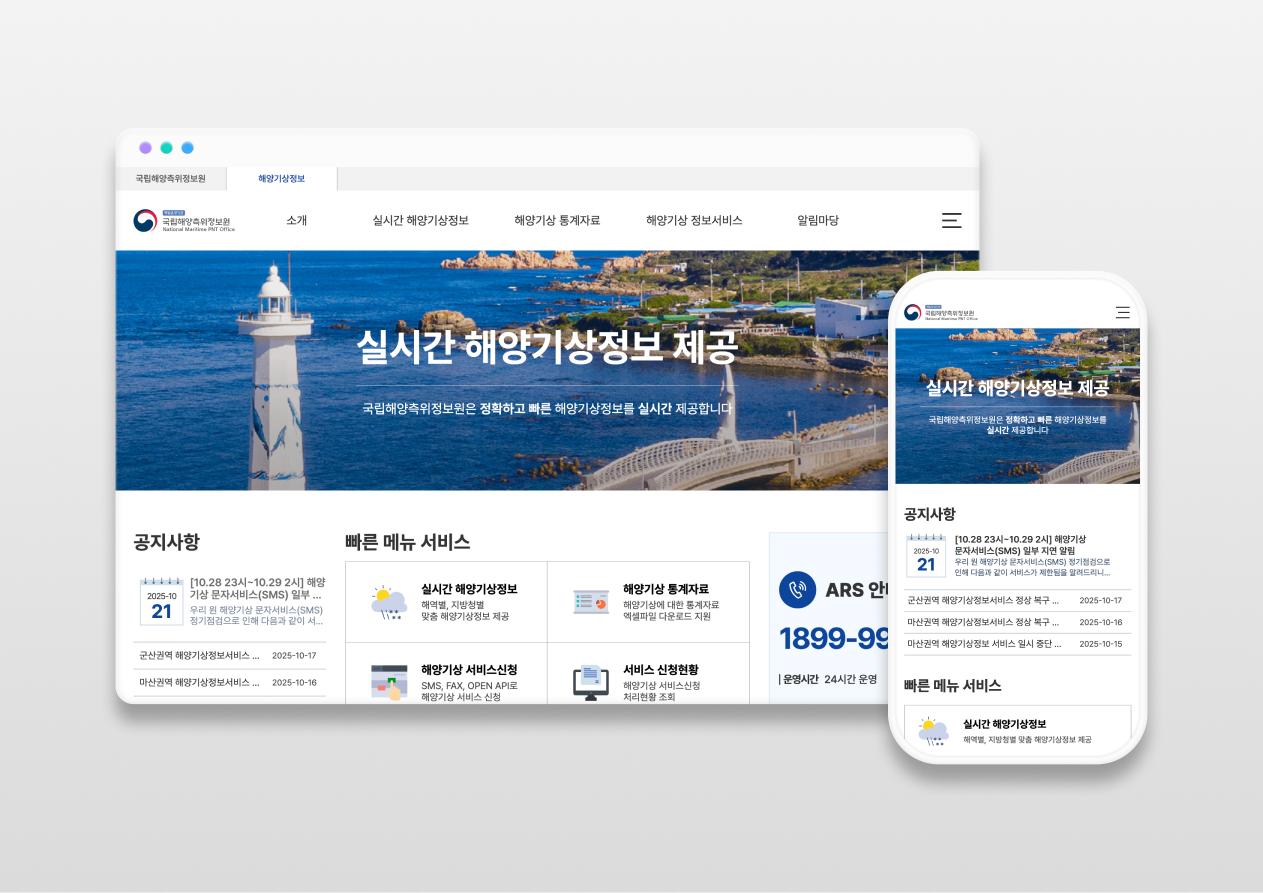 국립해양측위정보원
해양기상정보
국립해양측위정보원
National Maritime PNT Office
소개
실시간 해양기상정보
해양기상 통계자료
해양기상 정보서비스
알림마당
실시간 해양기상정보 제공
국립해양측위정보원은 정확하고 빠른 해양기상정보를 실시간 제공합니다
공지사항
2025-10
21
[10.28 23시~10.29 2시] 해양
기상 문자서비스(SMS) 일부 ...
우리 원 해양기상 문자서비스(SMS)
정기점검으로 인해 다음과 같이 서...
군산권역 해양기상정보서비스 ... 2025-10-17
마산권역 해양기상정보서비스 ... 2025-10-16
빠른 메뉴 서비스
실시간 해양기상정보
해역별, 지방청별
맞춤 해양기상정보 제공
해양기상 통계자료
해양기상에 대한 통계자료
엑셀파일 다운로드 지원
해양기상 서비스신청
SMS, FAX, OPEN API로
해양기상 서비스 신청
서비스 신청현황
해양기상 서비스신청
처리현황 조회
ARS 안
1899-99
운영시간 24시간 운영
국립해양측위정보원
National Maritime PNT Office
실시간 해양기상정보 제공
국립해양측위정보원은 정확하고 빠른 해양기상정보를
실시간 제공합니다
공지사항
2025-10
21
[10.28 23시~10.29 2시] 해양기상
문자서비스(SMS) 일부 지연 알림
우리 원 해양기상 문자서비스(SMS) 정기점검으로
인해 다음과 같이 서비스가 제한됨을 알려드리니...
군산권역 해양기상정보서비스 정상 복구 ... 2025-10-17
마산권역 해양기상정보서비스 정상 복구 ... 2025-10-16
마산권역 해양기상정보 서비스 일시 중단 ... 2025-10-15
빠른 메뉴 서비스
실시간 해양기상정보
해역별, 지방청별 맞춤 해양기상정보 제공